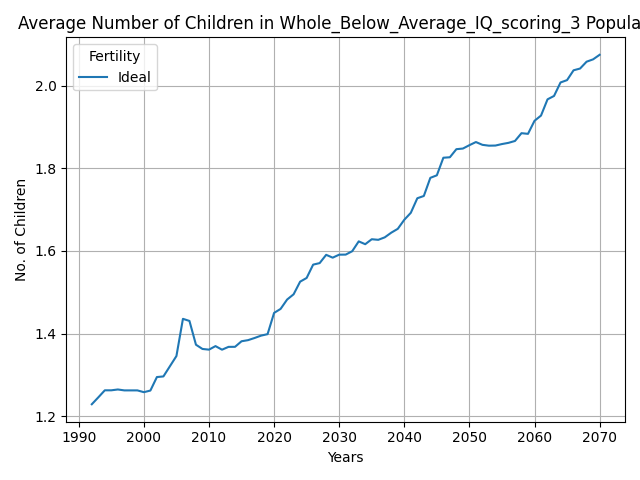 Average Number of Children in Whole_Below_Average_IQ_scoring_3 Popula
Fertility
Ideal
2.0
1.8
1.6
1.4
1.2
No. of Children
1990 2000 2010 2020 2030 2040 2050 2060 2070
Years